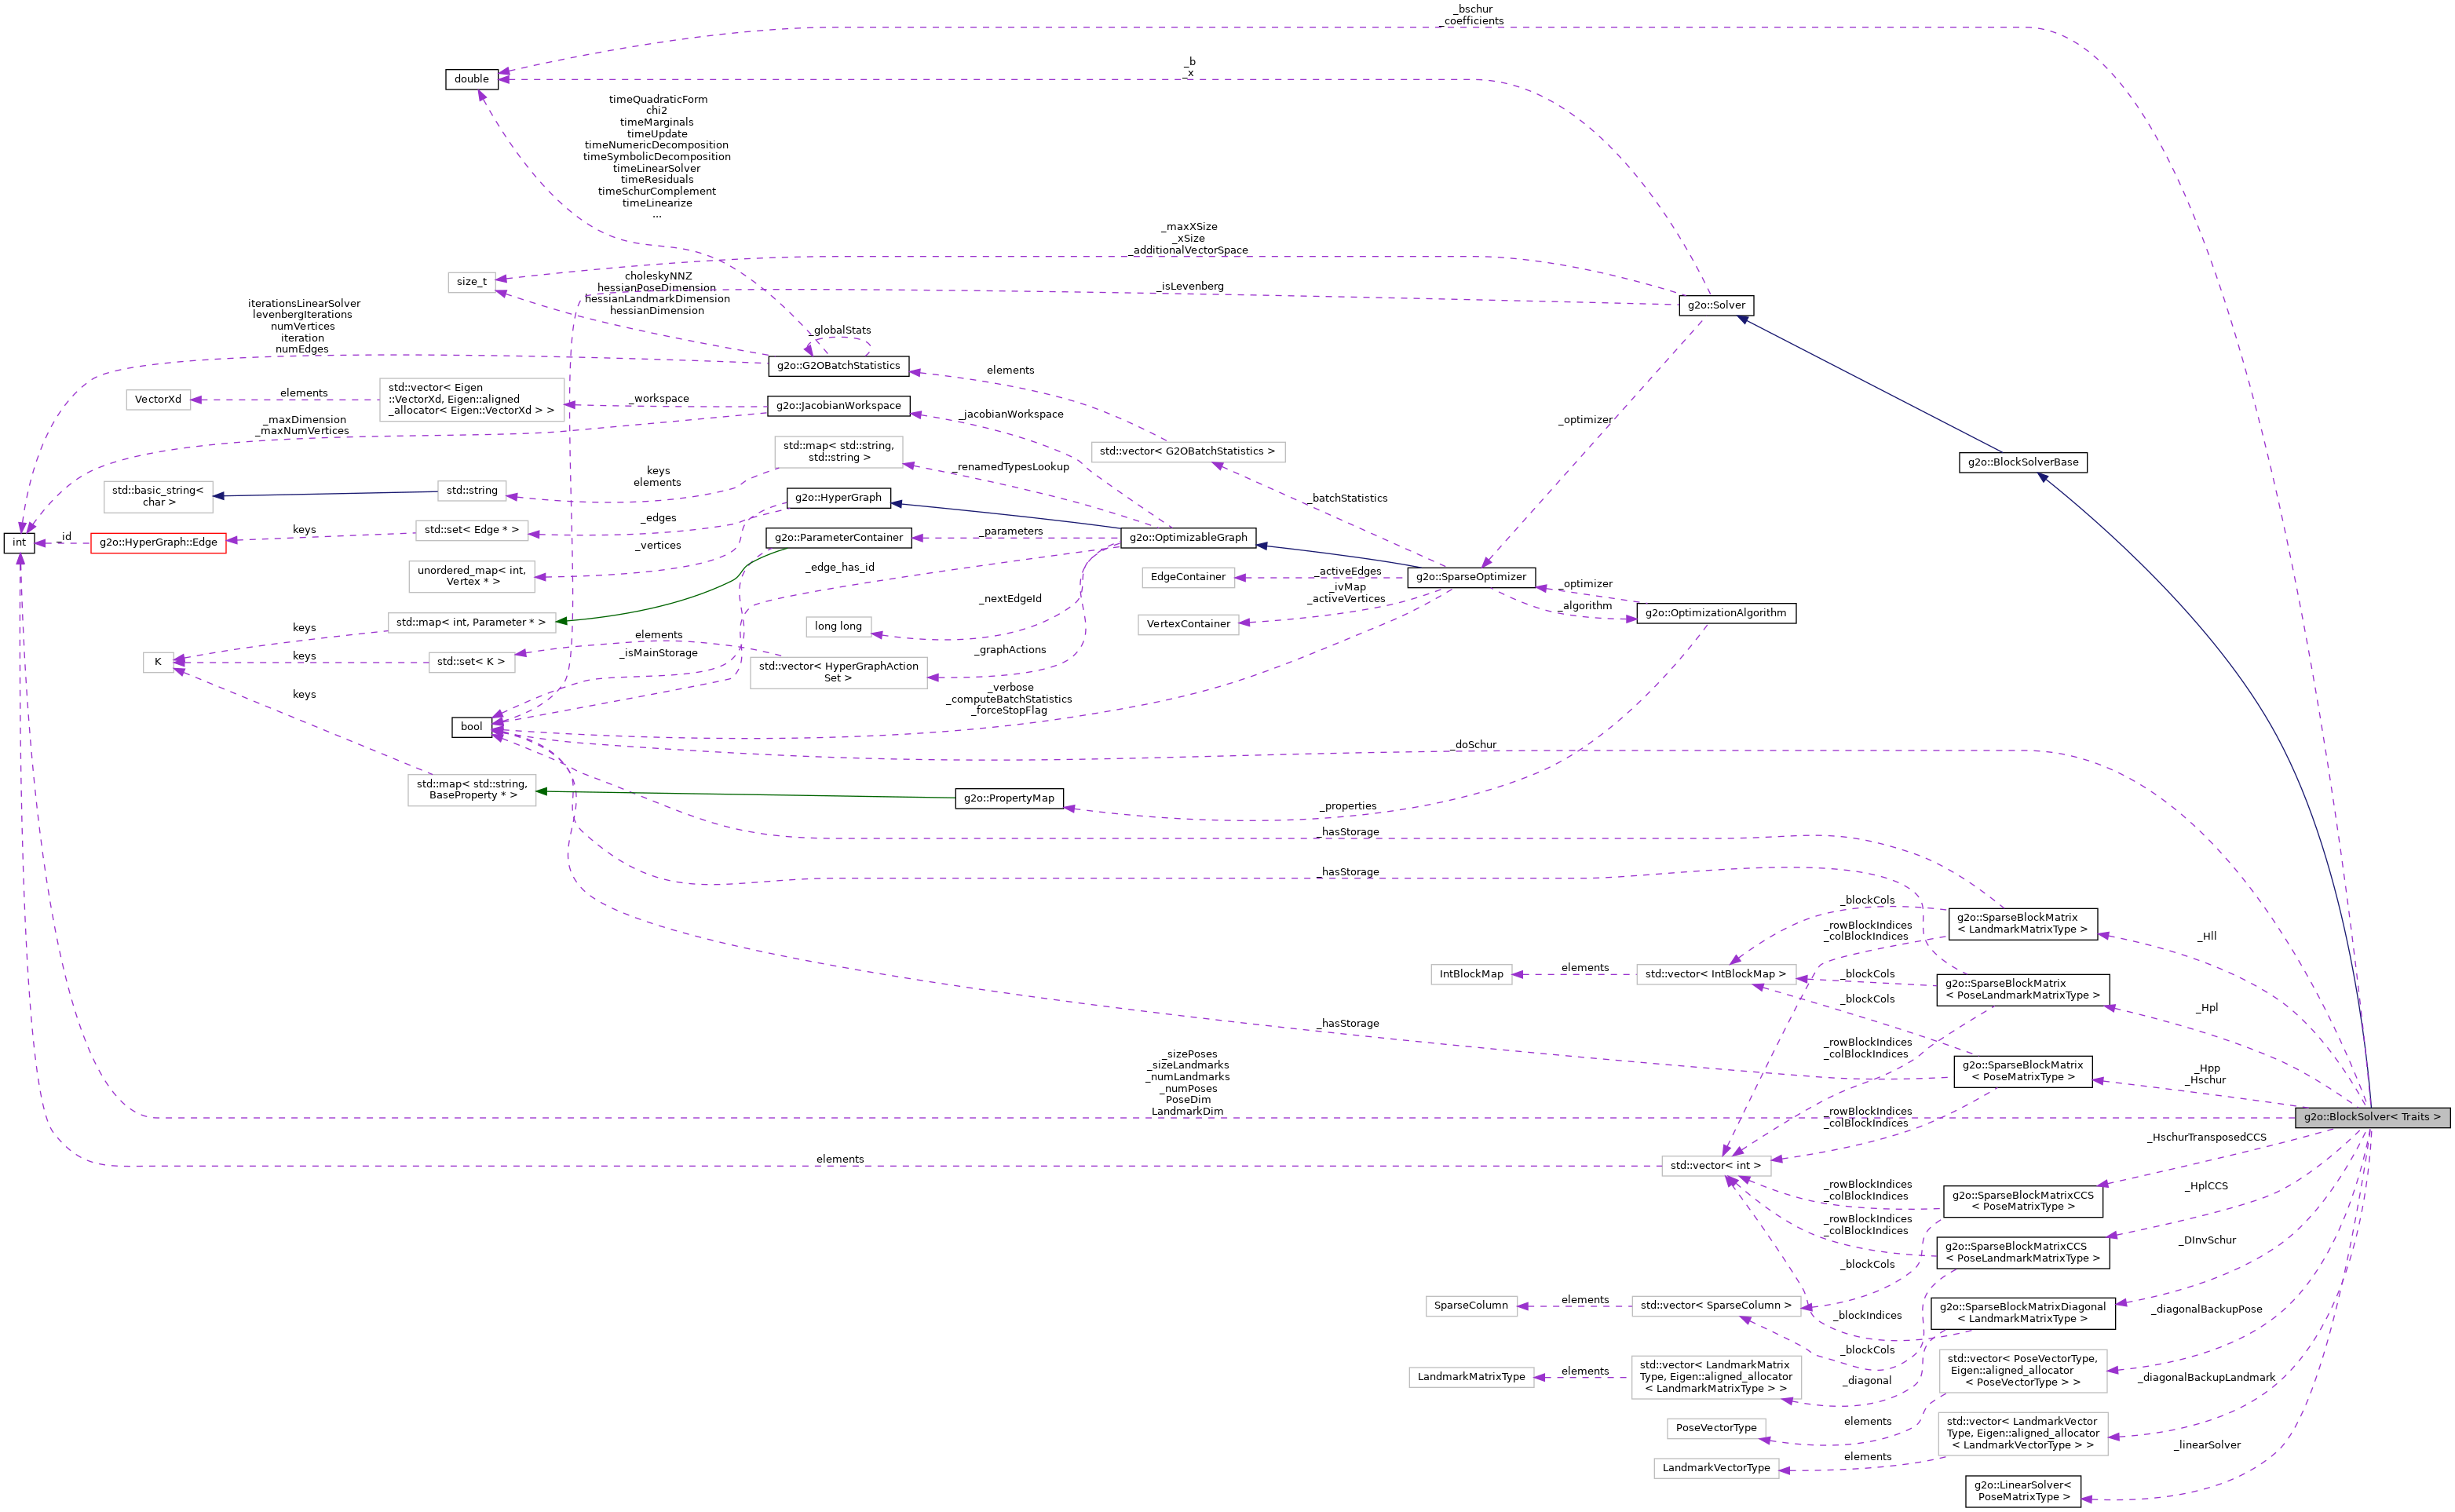 _bschur
_coefficients
_b
_x
double
timeQuadraticForm
chi2
timeMarginals
timeUpdate
timeNumericDecomposition
timeSymbolicDecomposition
timeLinearSolver
timeResiduals
timeSchurComplement
timeLinearize
...
_maxXSize
_xSize
_additionalVectorSpace
size_t
choleskyNNZ
hessianPoseDimension
hessianLandmarkDimension
hessianDimension
_isLevenberg
g2o::Solver
iterationsLinearSolver
levenbergIterations
numVertices
iteration
numEdges
_globalStats
g2o::G2OBatchStatistics
elements
VectorXd
elements
std::vector< Eigen
::VectorXd, Eigen::aligned
_allocator< Eigen::VectorXd > >
_workspace
g2o::JacobianWorkspace
_jacobianWorkspace
_optimizer
_maxDimension
_maxNumVertices
std::map< std::string,
std::string >
std::vector< G2OBatchStatistics >
_renamedTypesLookup
g2o::BlockSolverBase
keys
elements
std::basic_string<
char >
std::string
g2o::HyperGraph
_batchStatistics
_edges
keys
std::set< Edge * >
int
_id
g2o::HyperGraph::Edge
g2o::ParameterContainer
_parameters
g2o::OptimizableGraph
_vertices
unordered_map< int,
Vertex * >
_edge_has_id
EdgeContainer
_activeEdges
g2o::SparseOptimizer
_optimizer
_ivMap
_activeVertices
_nextEdgeId
_algorithm
g2o::OptimizationAlgorithm
keys
std::map< int, Parameter * >
long long
VertexContainer
elements
K
keys
std::set< K >
_isMainStorage
_graphActions
std::vector< HyperGraphAction
Set >
keys
_verbose
_computeBatchStatistics
_forceStopFlag
bool
_doSchur
std::map< std::string,
BaseProperty * >
g2o::PropertyMap
_properties
_hasStorage
_hasStorage
_blockCols
g2o::SparseBlockMatrix
< LandmarkMatrixType >
_rowBlockIndices
_colBlockIndices
_Hll
IntBlockMap
elements
std::vector< IntBlockMap >
_blockCols
g2o::SparseBlockMatrix
< PoseLandmarkMatrixType >
_blockCols
_Hpl
_hasStorage
_rowBlockIndices
_colBlockIndices
_sizePoses
_sizeLandmarks
_numLandmarks
_numPoses
PoseDim
LandmarkDim
g2o::SparseBlockMatrix
< PoseMatrixType >
_Hpp
_Hschur
_rowBlockIndices
_colBlockIndices
g2o::BlockSolver< Traits >
_HschurTransposedCCS
elements
std::vector< int >
_rowBlockIndices
_colBlockIndices
g2o::SparseBlockMatrixCCS
< PoseMatrixType >
_HplCCS
_rowBlockIndices
_colBlockIndices
g2o::SparseBlockMatrixCCS
< PoseLandmarkMatrixType >
_DInvSchur
_blockCols
SparseColumn
elements
std::vector< SparseColumn >
_blockIndices
g2o::SparseBlockMatrixDiagonal
< LandmarkMatrixType >
_diagonalBackupPose
_blockCols
LandmarkMatrixType
elements
std::vector< LandmarkMatrix
Type, Eigen::aligned_allocator
< LandmarkMatrixType > >
_diagonal
std::vector< PoseVectorType,
Eigen::aligned_allocator
< PoseVectorType > >
_diagonalBackupLandmark
PoseVectorType
elements
std::vector< LandmarkVector
Type, Eigen::aligned_allocator
< LandmarkVectorType > >
_linearSolver
LandmarkVectorType
elements
g2o::LinearSolver<
PoseMatrixType >